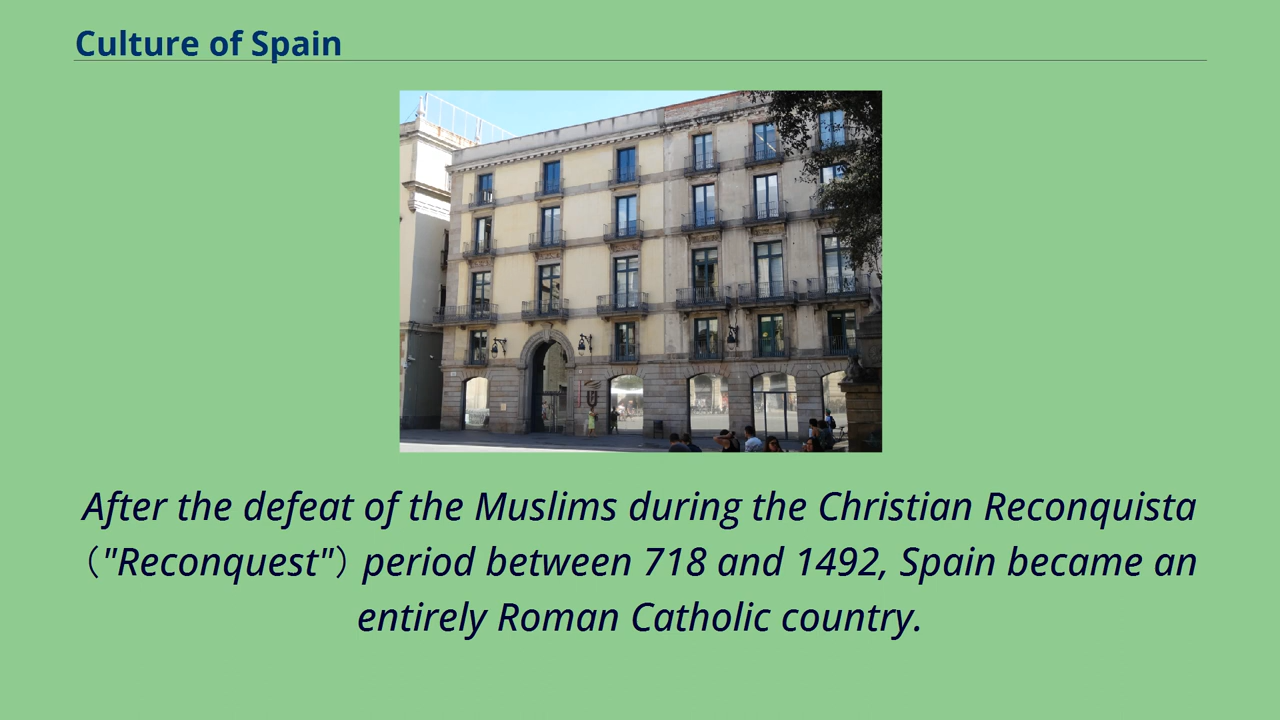 Culture of Spain
After the defeat of the Muslims during the Christian Reconquista
（"Reconquest"）period between 718 and 1492, Spain became an
entirely Roman Catholic country.